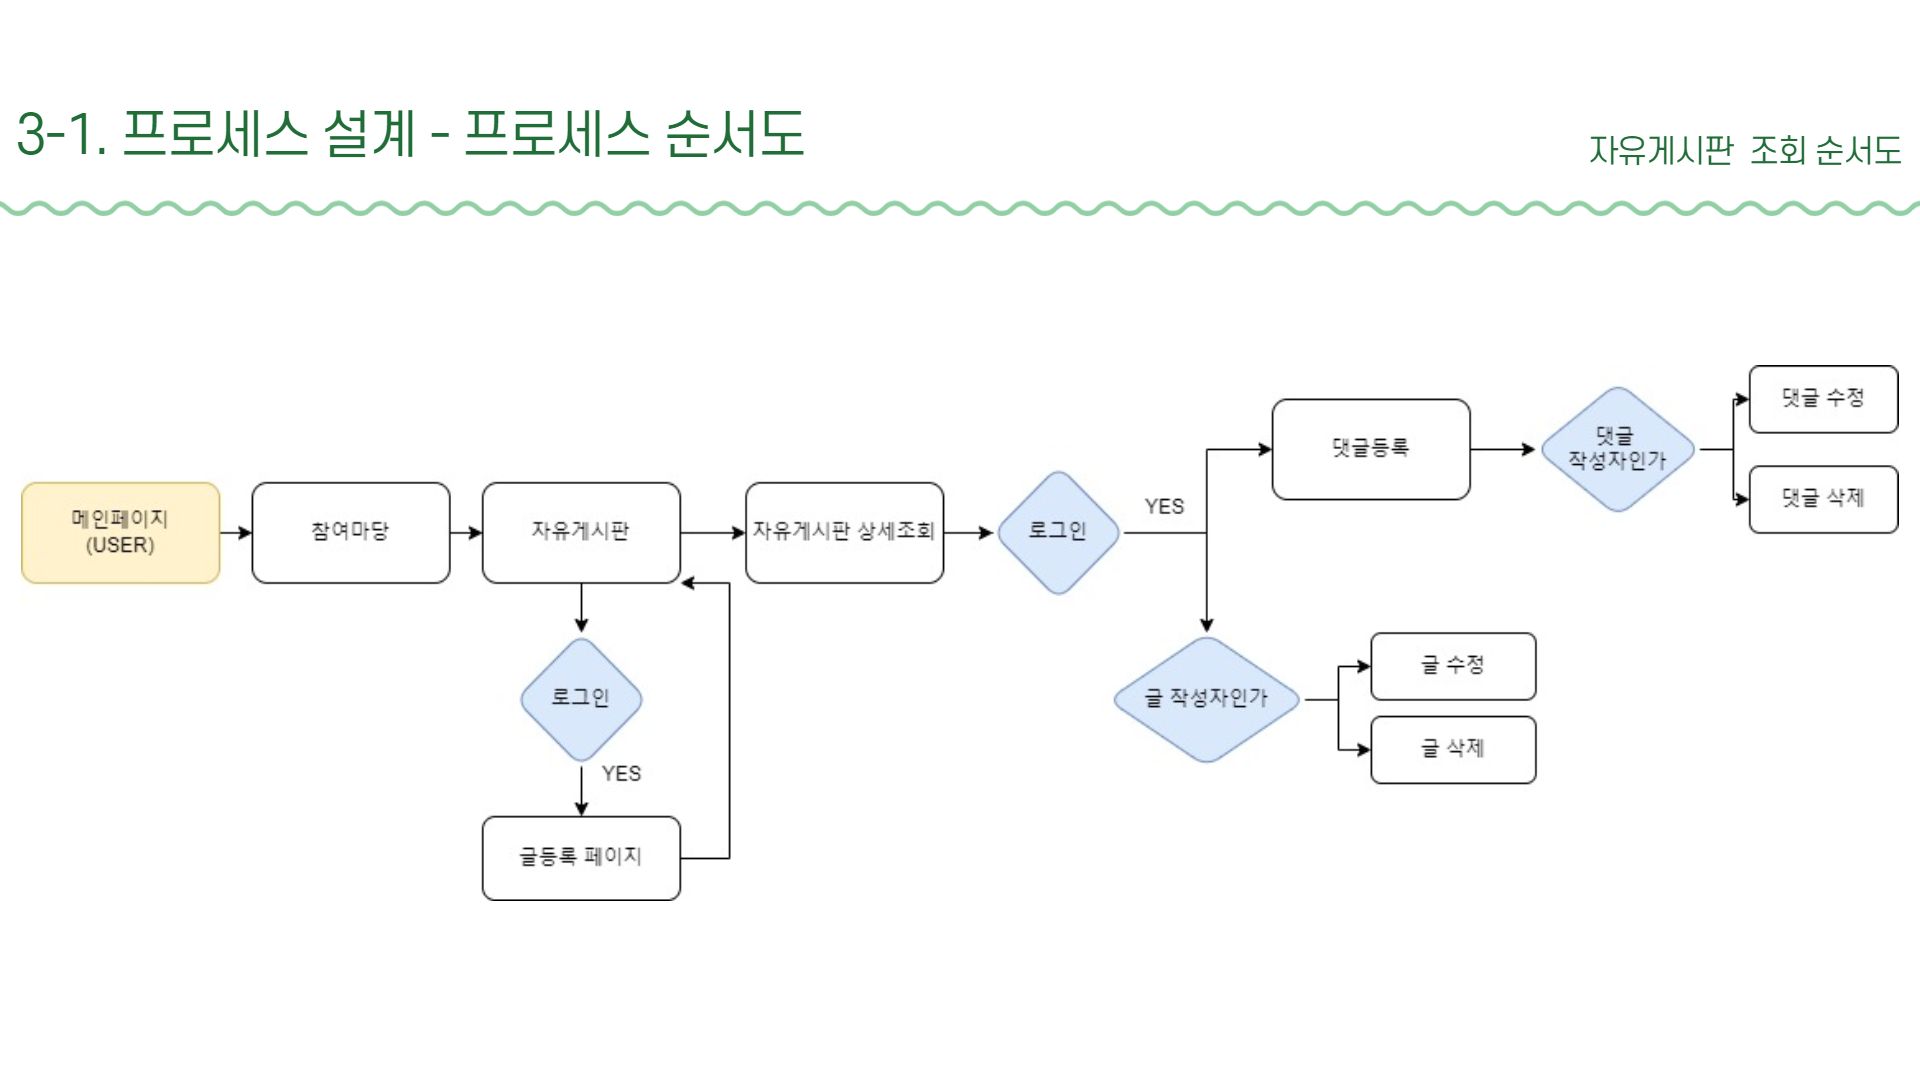 3-1. 프로세스 설계 - 프로세스 순서도
자유게시판 조회 순서도
메인페이지
(USER)
참여마당
자유게시판
자유게시판 상세조회
로그인
YES
댓글등록
댓글
작성자인가
댓글 수정
댓글 삭제
글 작성자인가
글 수정
글 삭제
로그인
YES
글등록 페이지